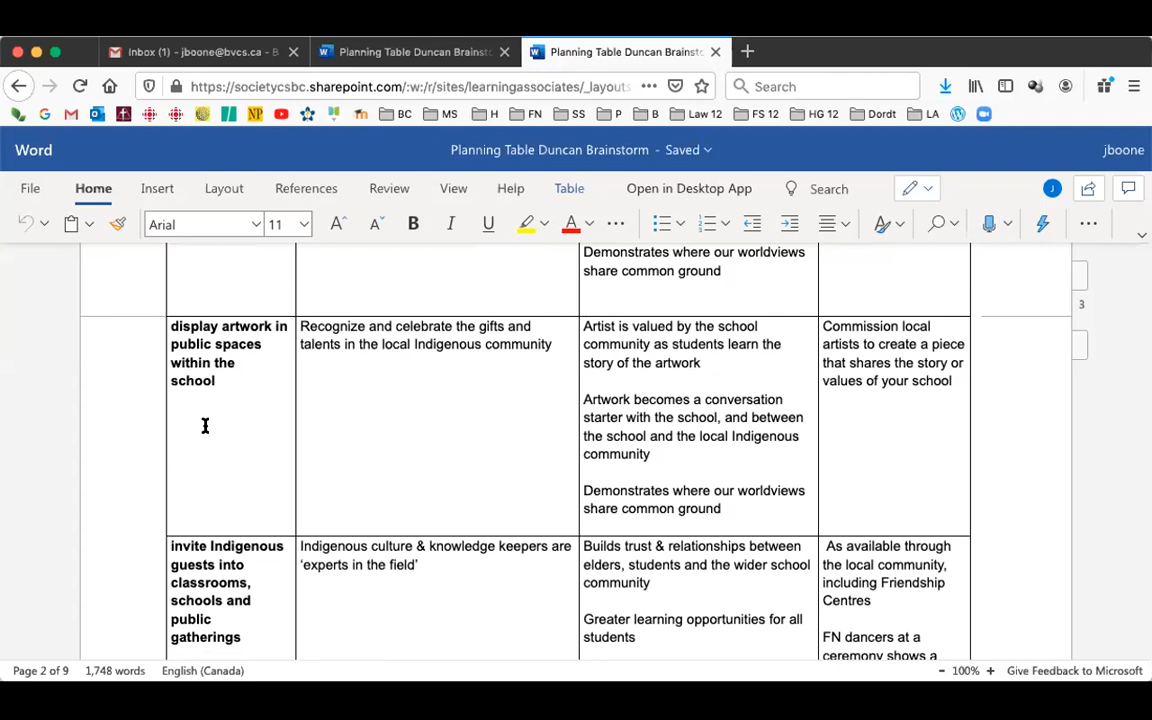 Inbox (1) - jboone@bvcs.ca - B
Planning Table Duncan Brainsto
Planning Table Duncan Brainsto
https://societycsbc.sharepoint.com/:w:/r/sites/learningassociates/_layouts
Search
BC
MS
H
FN
SS
P
B
Law 12
FS 12
HG 12
Dordt
LA
Word
Planning Table Duncan Brainstorm - Saved
jboone
File
Home
Insert
Layout
References
Review
View
Help
Table
Open in Desktop App
Search
J
Arial
11
Demonstrates where our worldviews
share common ground
3
display artwork in
public spaces
within the
school
Recognize and celebrate the gifts and
talents in the local Indigenous community
Artist is valued by the school
community as students learn the
story of the artwork
Artwork becomes a conversation
starter with the school, and between
the school and the local Indigenous
community
Demonstrates where our worldviews
share common ground
Commission local
artists to create a piece
that shares the story or
values of your school
invite Indigenous
guests into
classrooms,
schools and
public
gatherings
Indigenous culture & knowledge keepers are
‘experts in the field’
Builds trust & relationships between
elders, students and the wider school
community
Greater learning opportunities for all
students
As available through
the local community,
including Friendship
Centres
FN dancers at a
ceremony shows a
Page 2 of 9
1,748 words
English (Canada)
- 100% +
Give Feedback to Microsoft